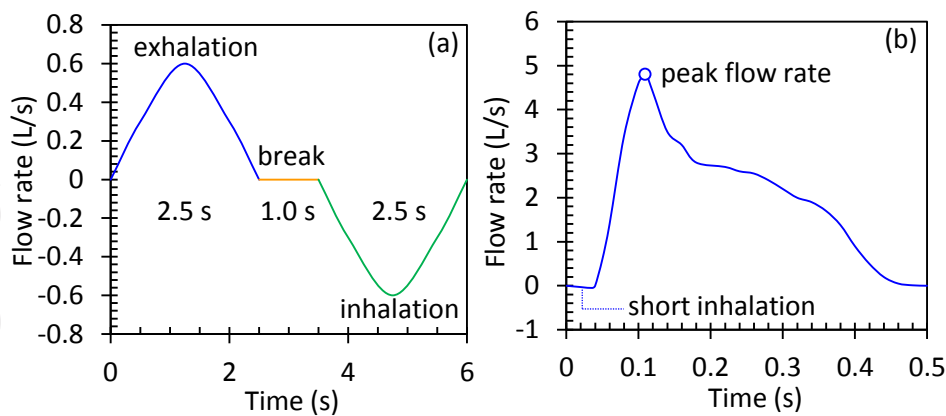 (a)
exhalation
break
2.5 s 1.0 s 2.5 s
inhalation
Flow rate (L/s)
0.8
0.6
0.4
0.2
0
-0.2
-0.4
-0.6
-0.8
0 2 4 6
Time (s)
(b)
peak flow rate
short inhalation
Flow rate (L/s)
6
5
4
3
2
1
0
-1
0 0.1 0.2 0.3 0.4 0.5
Time (s)